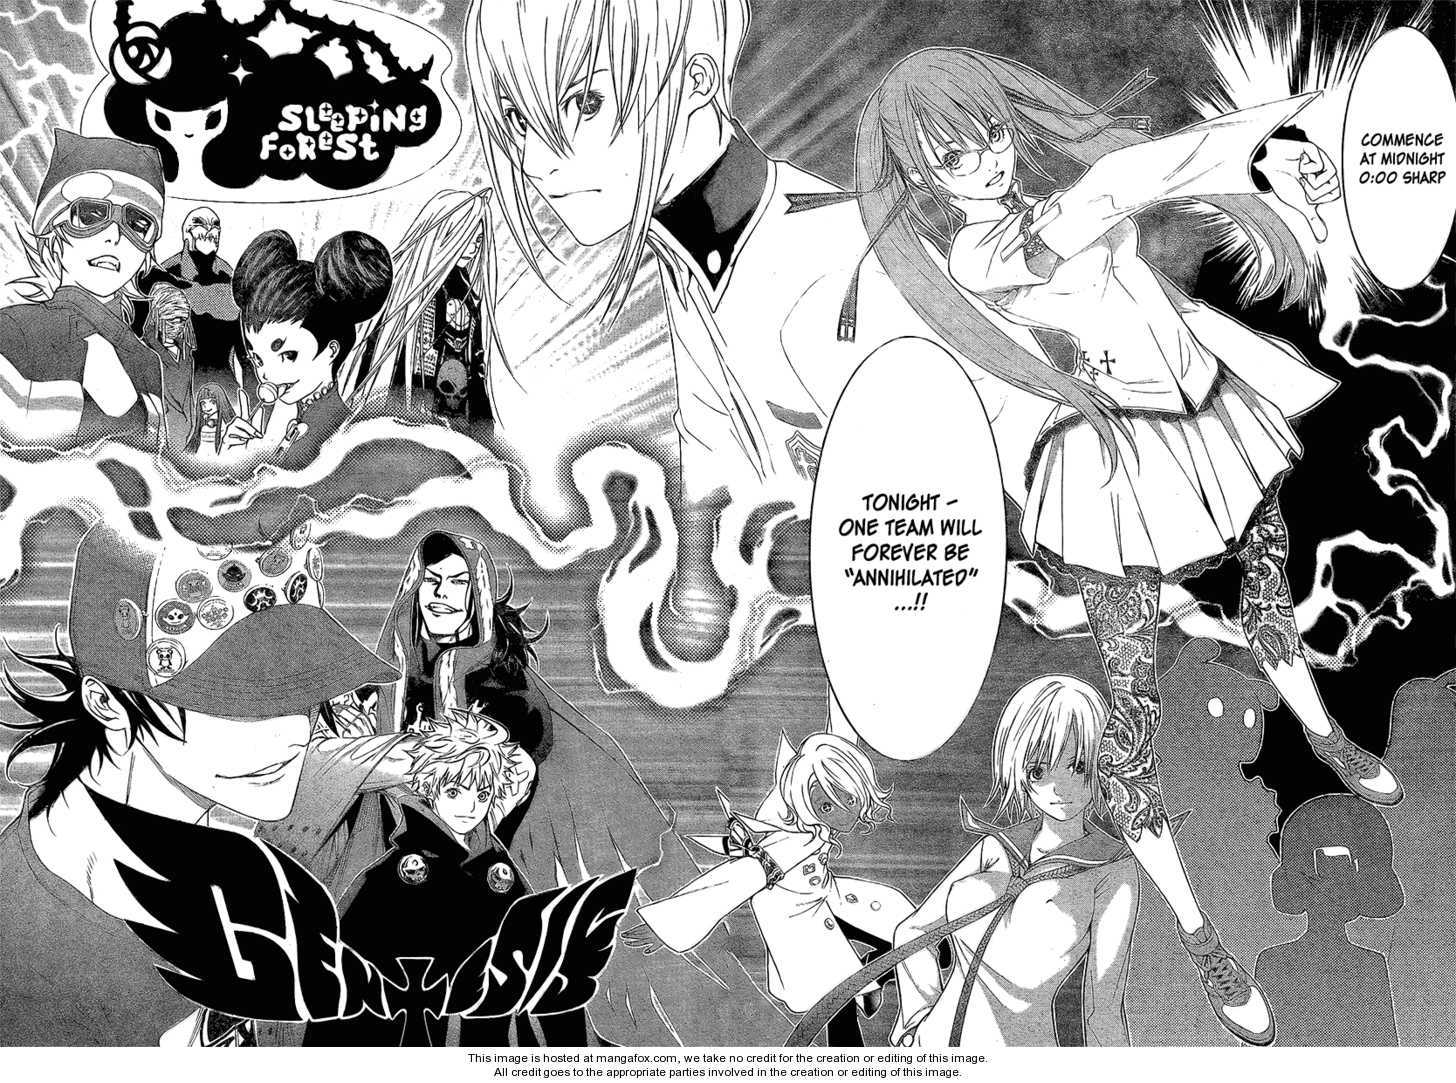 COMMENCE
AT MIDNIGHT
0:00 SHARP
SLEEPING
FOREST
TONIGHT –
ONE TEAM WILL
FOREVER BE
“ANNIHILATED”
...!!
GENESIS
This image is hosted at mangafox.com, we take no credit for the creation or editing of this image.
All credit goes to the appropriate parties involved in the creation or editing of this image.